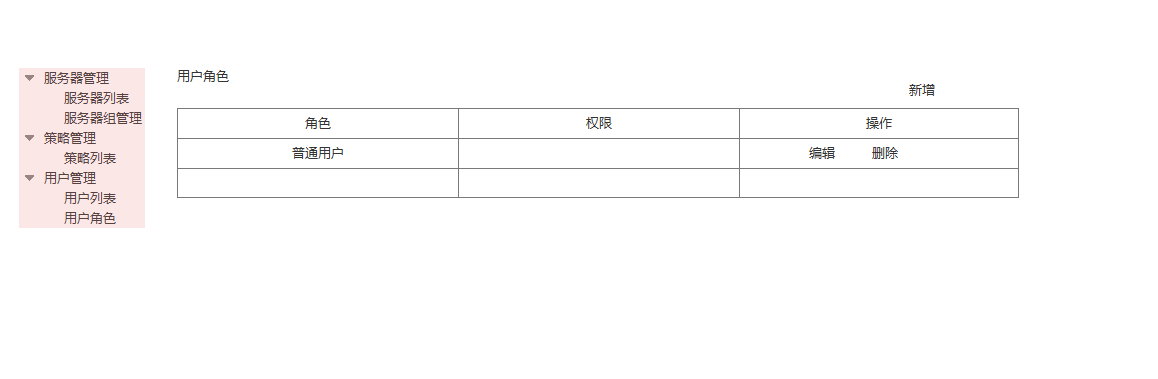 服务器管理
服务器列表
服务器组管理
策略管理
策略列表
用户管理
用户列表
用户角色
用户角色
新增
角色 权限 操作
普通用户 编辑 删除